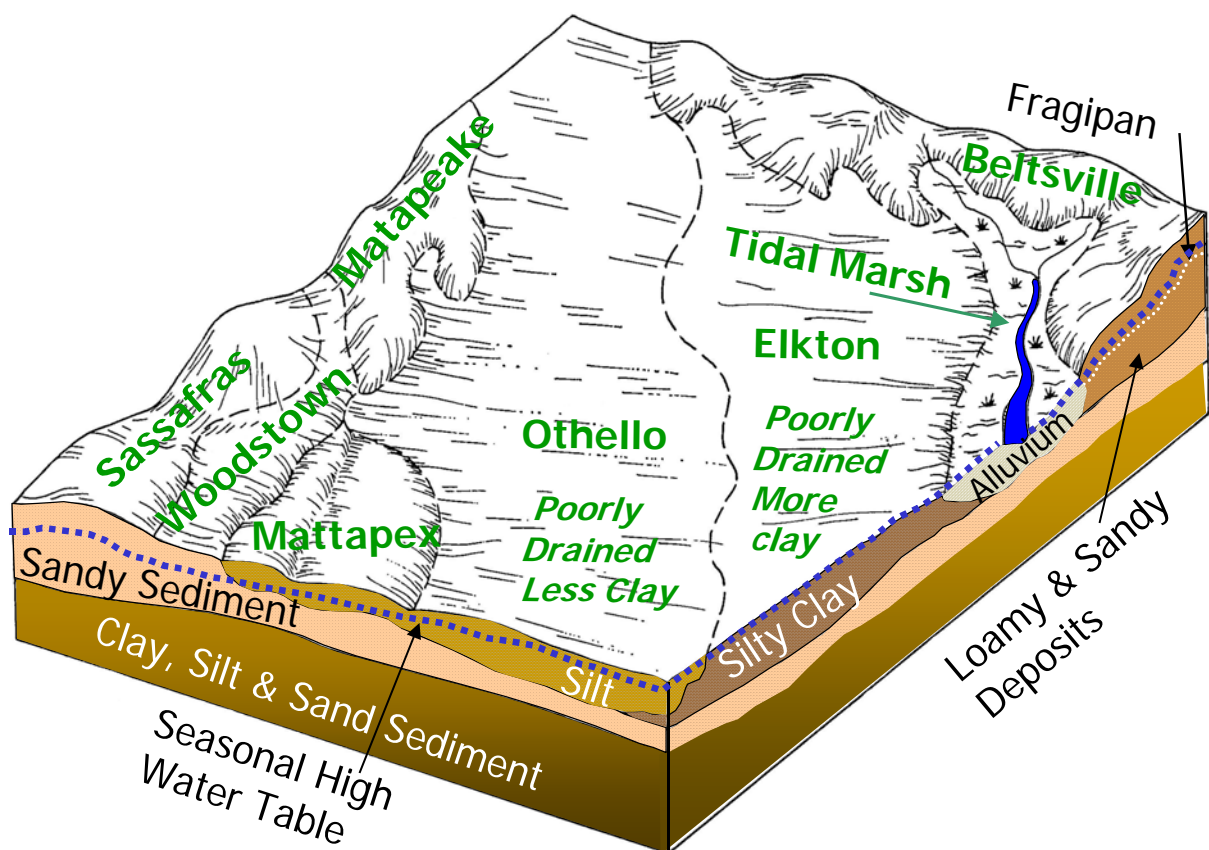 Fragipan
Beltsville
Matapeake
Tidal Marsh
Elkton
Sassafras
Woodstown
Othello
Poorly
Drained
More
clay
Mattapex
Poorly
Drained
Less Clay
Alluvium
Sandy Sediment
Silty Clay
Loamy & Sandy
Deposits
Clay, Silt & Sand Sediment
Silt
Seasonal High
Water Table